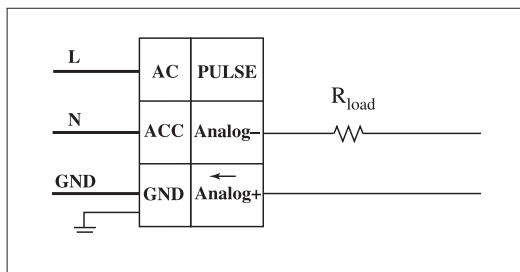 L
AC PULSE
R load
N
ACC Analog–
GND
GND Analog+